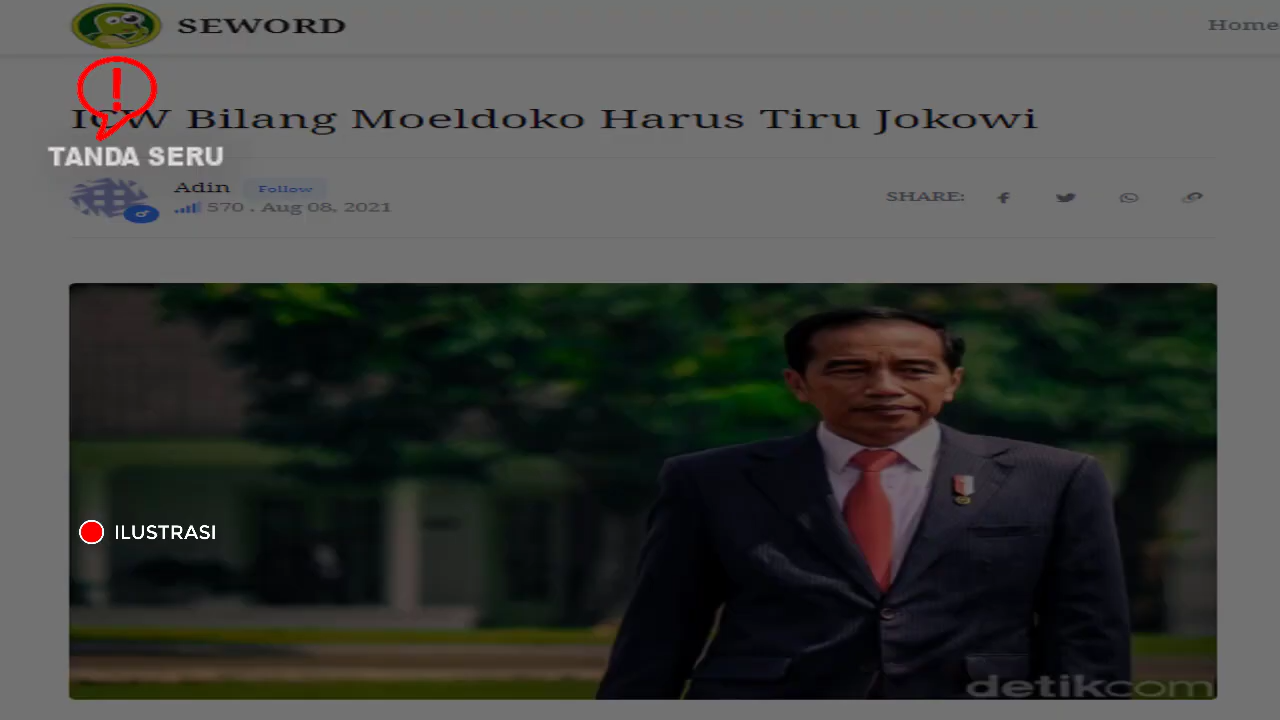 SEWORD
Home
ICW Bilang Moeldoko Harus Tiru Jokowi
TANDA SERU
Adin Follow
570 . Aug 08, 2021
SHARE:
ILUSTRASI
detikcom